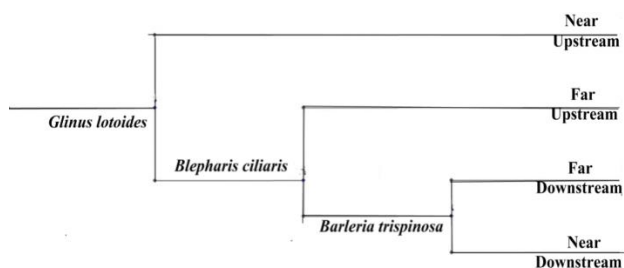 Near
Upstream
Far
Upstream
Glinus lotoides
Blepharis ciliaris
Far
Downstream
Barleria trispinosa
Near
Downstream